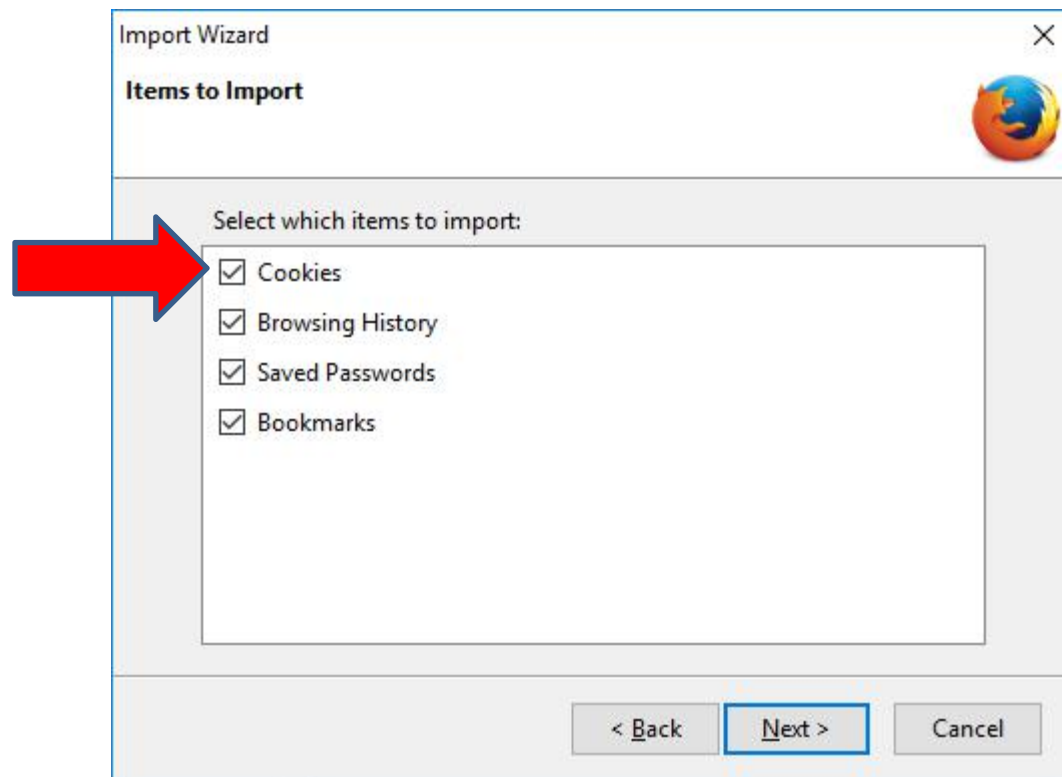 Import Wizard
Items to Import
Select which items to import:
Cookies
Browsing History
Saved Passwords
Bookmarks
< Back Next > Cancel